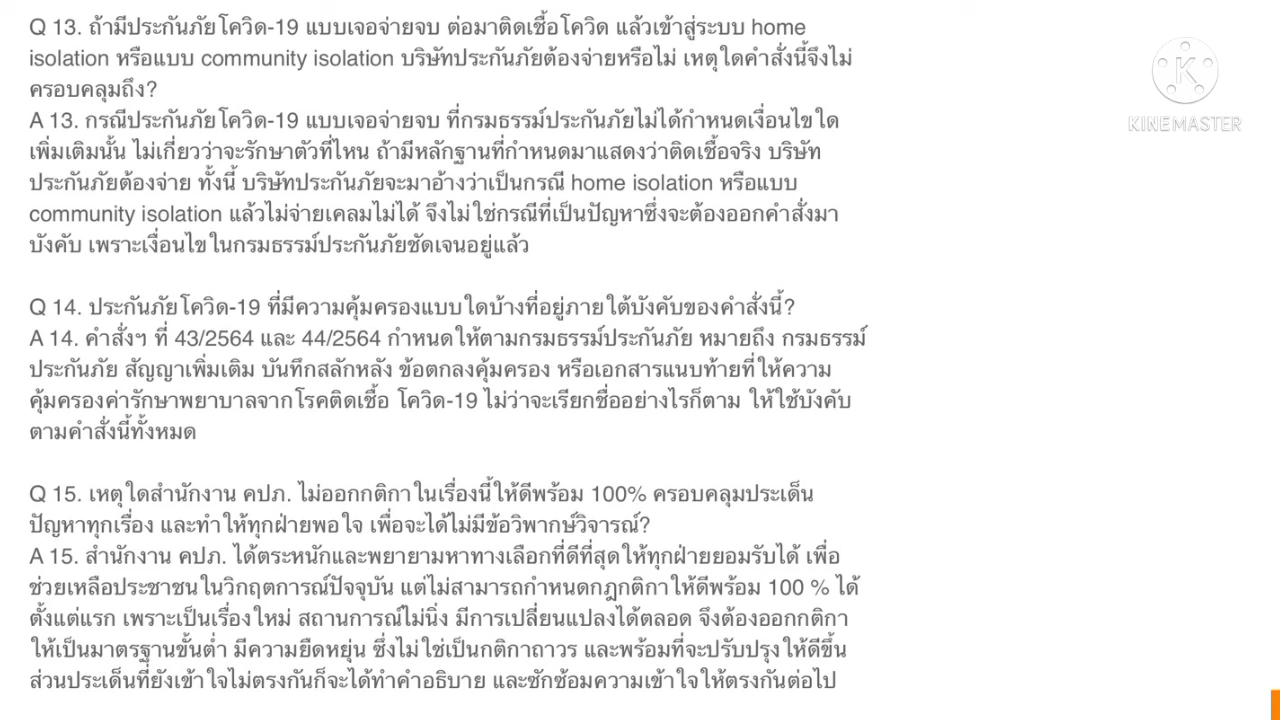 Q 13. ถ้ามีประกันภัยโควิด-19 แบบเจอจ่ายจบ ต่อมาติดเชื้อโควิด แล้วเข้าสู่ระบบ home
isolation หรือแบบ community isolation บริษัทประกันภัยต้องจ่ายหรือไม่ เหตุใดคำสั่งนี้จึงไม่
ครอบคลุมถึง?
A 13. กรณีประกันภัยโควิด-19 แบบเจอจ่ายจบ ที่กรมธรรม์ประกันภัยไม่ได้กำหนดเงื่อนไขใด
เพิ่มเติมนั้น ไม่เกี่ยวว่าจะรักษาตัวที่ไหน ถ้ามีหลักฐานที่กำหนดมาแสดงว่าติดเชื้อจริง บริษัท
ประกันภัยต้องจ่าย ทั้งนี้ บริษัทประกันภัยจะมาอ้างว่าเป็นกรณี home isolation หรือแบบ
community isolation แล้วไม่จ่ายเคลมไม่ได้ จึงไม่ใช่กรณีที่เป็นปัญหาซึ่งจะต้องออกคำสั่งมา
บังคับ เพราะเงื่อนไขในกรมธรรม์ประกันภัยชัดเจนอยู่แล้ว
Q 14. ประกันภัยโควิด-19 ที่มีความคุ้มครองแบบใดบ้างที่อยู่ภายใต้บังคับของคำสั่งนี้?
A 14. คำสั่งฯ ที่ 43/2564 และ 44/2564 กำหนดให้ตามกรมธรรม์ประกันภัย หมายถึง กรมธรรม์
ประกันภัย สัญญาเพิ่มเติม บันทึกสลักหลัง ข้อตกลงคุ้มครอง หรือเอกสารแนบท้ายที่ให้ความ
คุ้มครองค่ารักษาพยาบาลจากโรคติดเชื้อ โควิด-19 ไม่ว่าจะเรียกชื่ออย่างไรก็ตาม ให้ใช้บังคับ
ตามคำสั่งนี้ทั้งหมด
Q 15. เหตุใดสำนักงาน คปภ. ไม่ออกกติกาในเรื่องนี้ให้ดีพร้อม 100% ครอบคลุมประเด็น
ปัญหาทุกเรื่อง และทำให้ทุกฝ่ายพอใจ เพื่อจะได้ไม่มีข้อวิพากษ์วิจารณ์?
A 15. สำนักงาน คปภ. ได้ตระหนักและพยายามหาทางเลือกที่ดีที่สุดให้ทุกฝ่ายยอมรับได้ เพื่อ
ช่วยเหลือประชาชนในวิกฤตการณ์ปัจจุบัน แต่ไม่สามารถกำหนดกฎกติกาให้ดีพร้อม 100 % ได้
ตั้งแต่แรก เพราะเป็นเรื่องใหม่ สถานการณ์ไม่นิ่ง มีการเปลี่ยนแปลงได้ตลอด จึงต้องออกกติกา
ให้เป็นมาตรฐานขั้นต่ำ มีความยืดหยุ่น ซึ่งไม่ใช่เป็นกติกาถาวร และพร้อมที่จะปรับปรุงให้ดีขึ้น
ส่วนประเด็นที่ยังเข้าใจไม่ตรงกันก็จะได้ทำคำอธิบาย และซักซ้อมความเข้าใจให้ตรงกันต่อไป
K
KINEMASTER